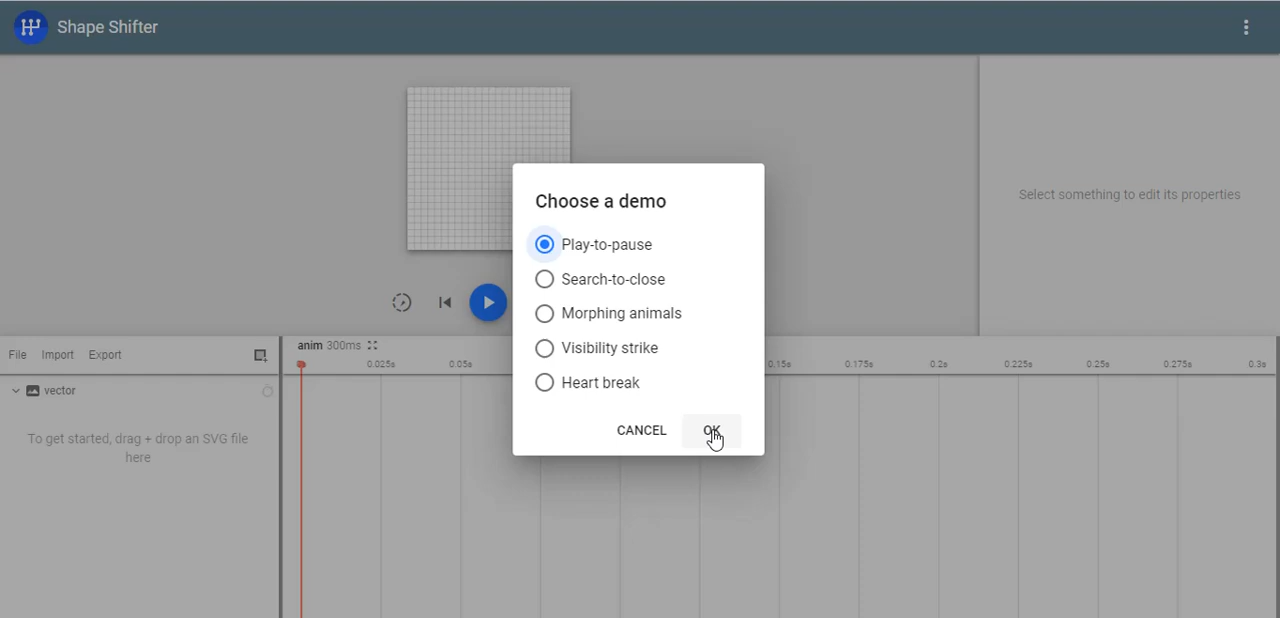 Shape Shifter
Select something to edit its properties
Choose a demo
Play-to-pause
Search-to-close
Morphing animals
Visibility strike
Heart break
CANCEL OK
File Import Export
anim 300ms
0.025s 0.05s 0.15s 0.175s 0.2s 0.225s 0.25s 0.275s 0.3s
vector
To get started, drag + drop an SVG file
here